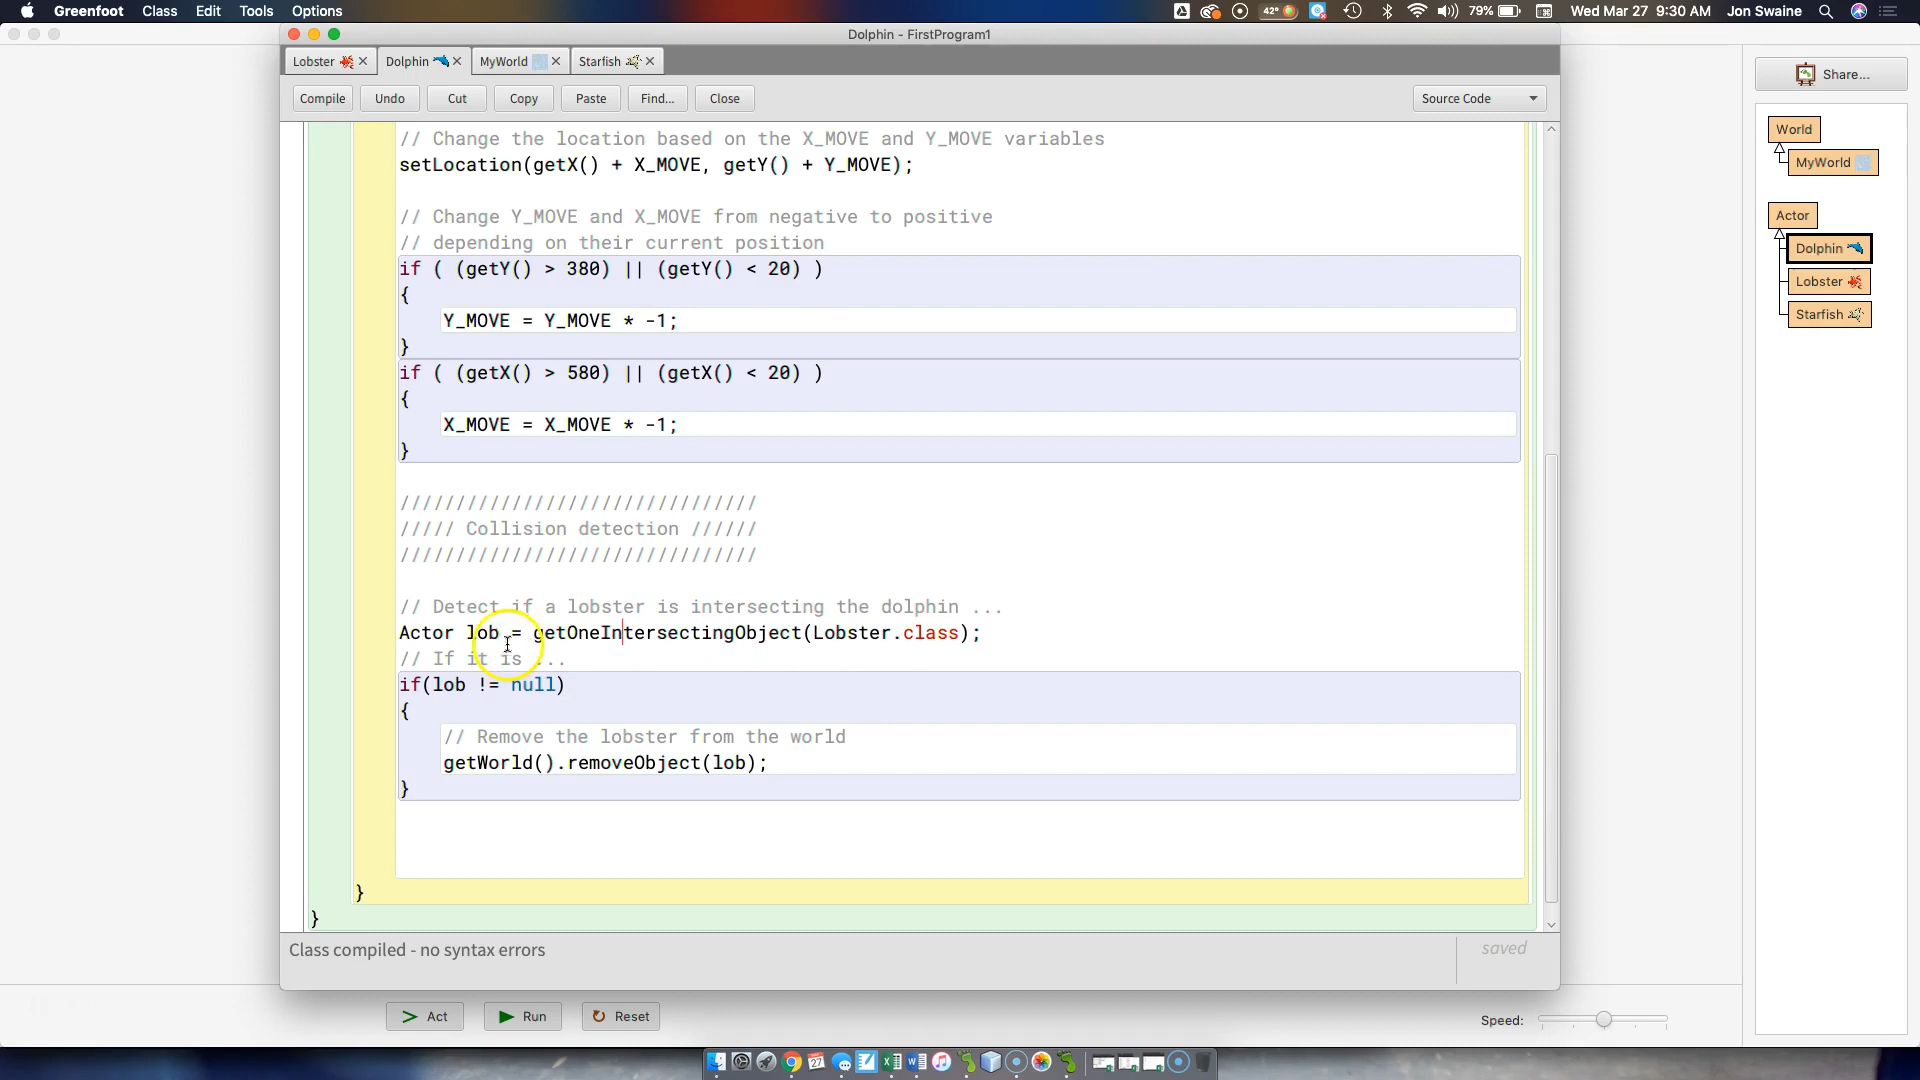 Greenfoot Class Edit Tools Options 42° 79% Wed Mar 27 9:30 AM Jon Swaine
Dolphin - FirstProgram1
Lobster Dolphin MyWorld Starfish
Compile Undo Cut Copy Paste Find... Close Source Code
// Change the location based on the X_MOVE and Y_MOVE variables
setLocation(getX() + X_MOVE, getY() + Y_MOVE);
// Change Y_MOVE and X_MOVE from negative to positive
// depending on their current position
if ( (getY() > 380) || (getY() < 20) )
{
Y_MOVE = Y_MOVE * -1;
}
if ( (getX() > 580) || (getX() < 20) )
{
X_MOVE = X_MOVE * -1;
}
////////////////////////////////
///// Collision detection //////
////////////////////////////////
// Detect if a lobster is intersecting the dolphin ...
Actor lob = getOneIntersectingObject(Lobster.class);
// If it is ...
if(lob != null)
{
// Remove the lobster from the world
getWorld().removeObject(lob);
}
}
}
Class compiled - no syntax errors
saved
> Act Run Reset
Speed:
Share...
World
MyWorld
Actor
Dolphin
Lobster
Starfish